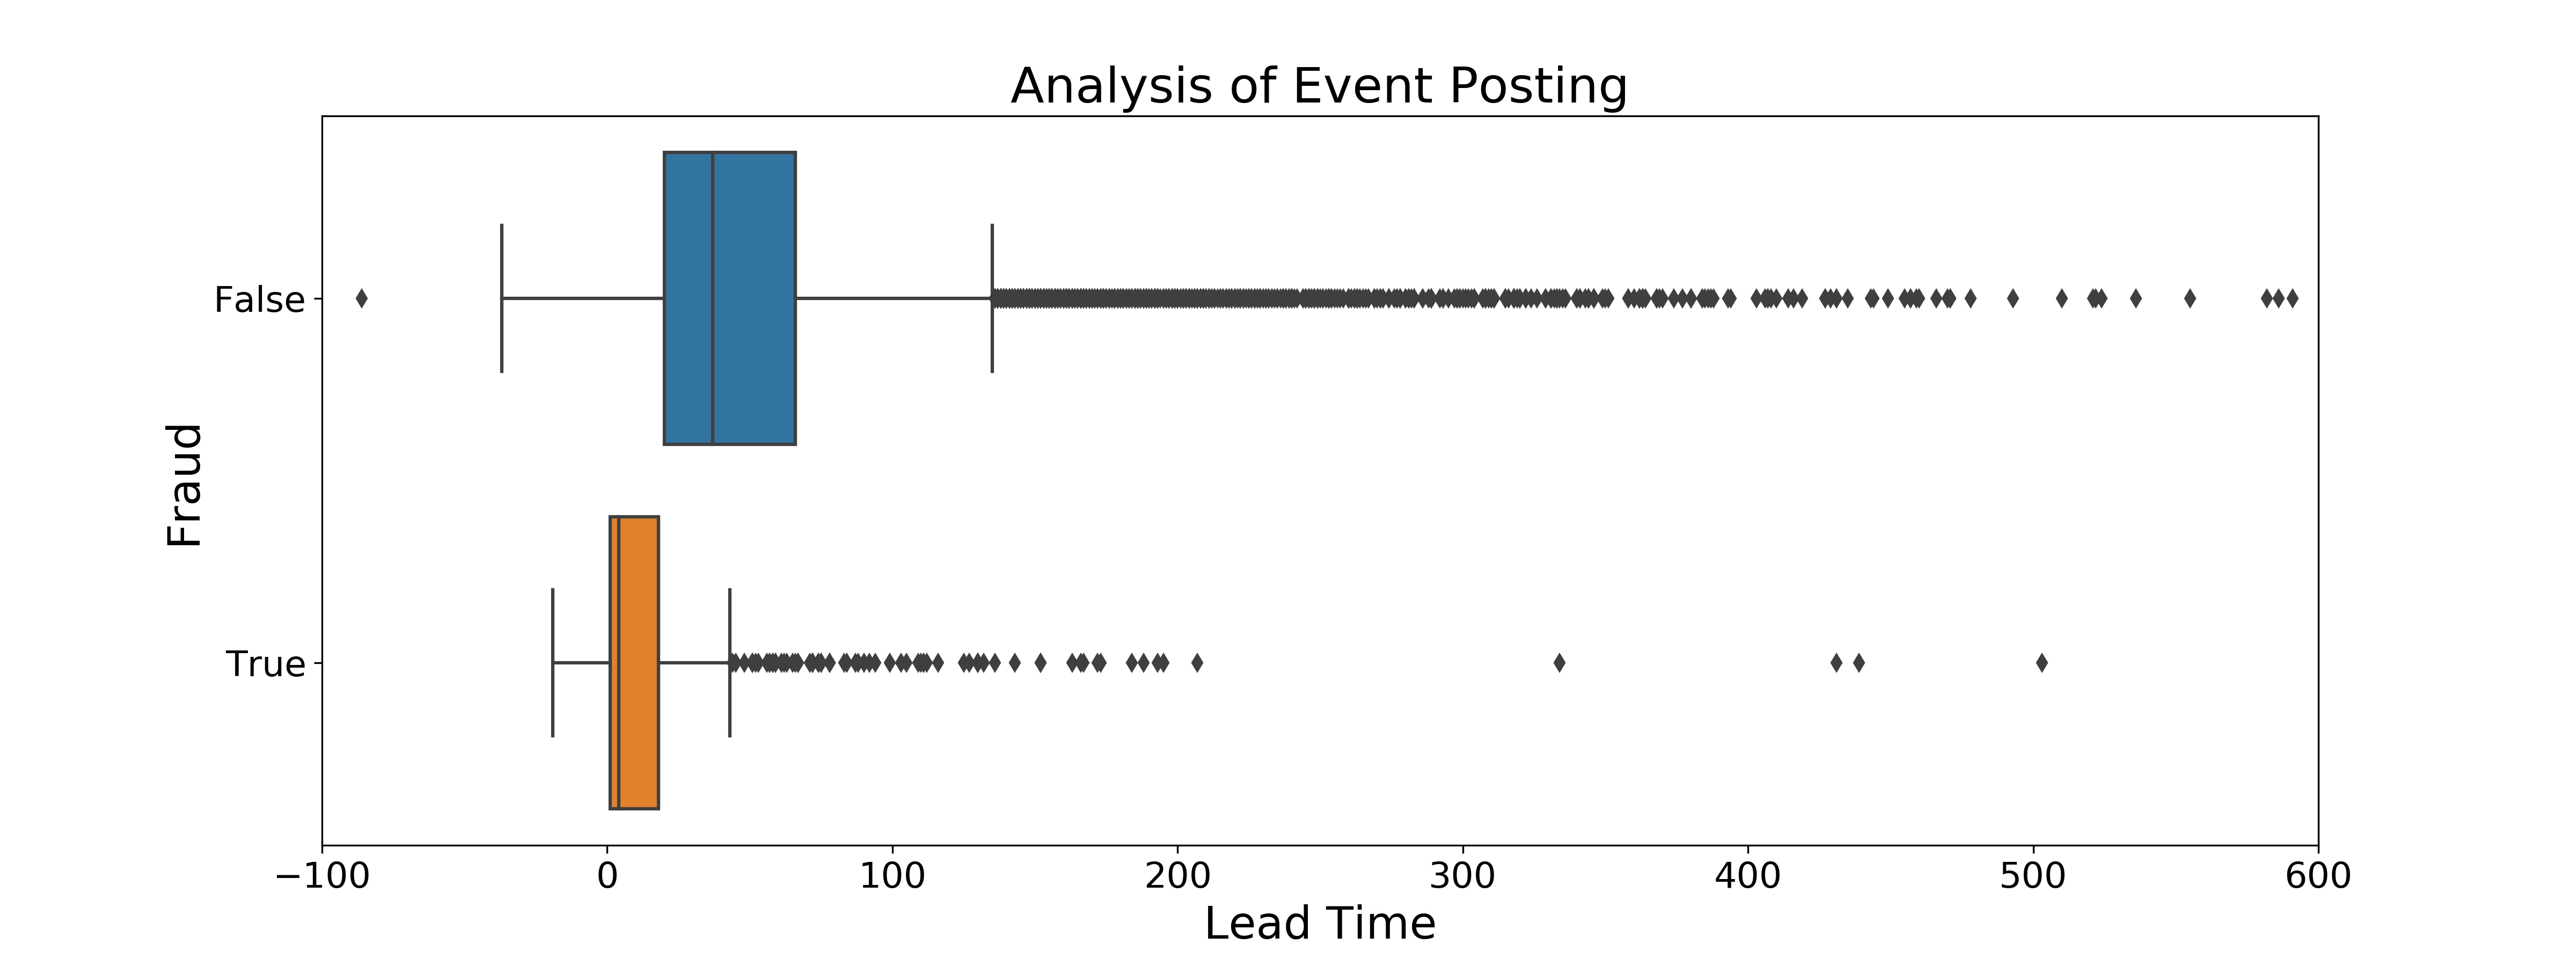 Analysis of Event Posting
Fraud
False
True
−100 0 100 200 300 400 500 600
Lead Time